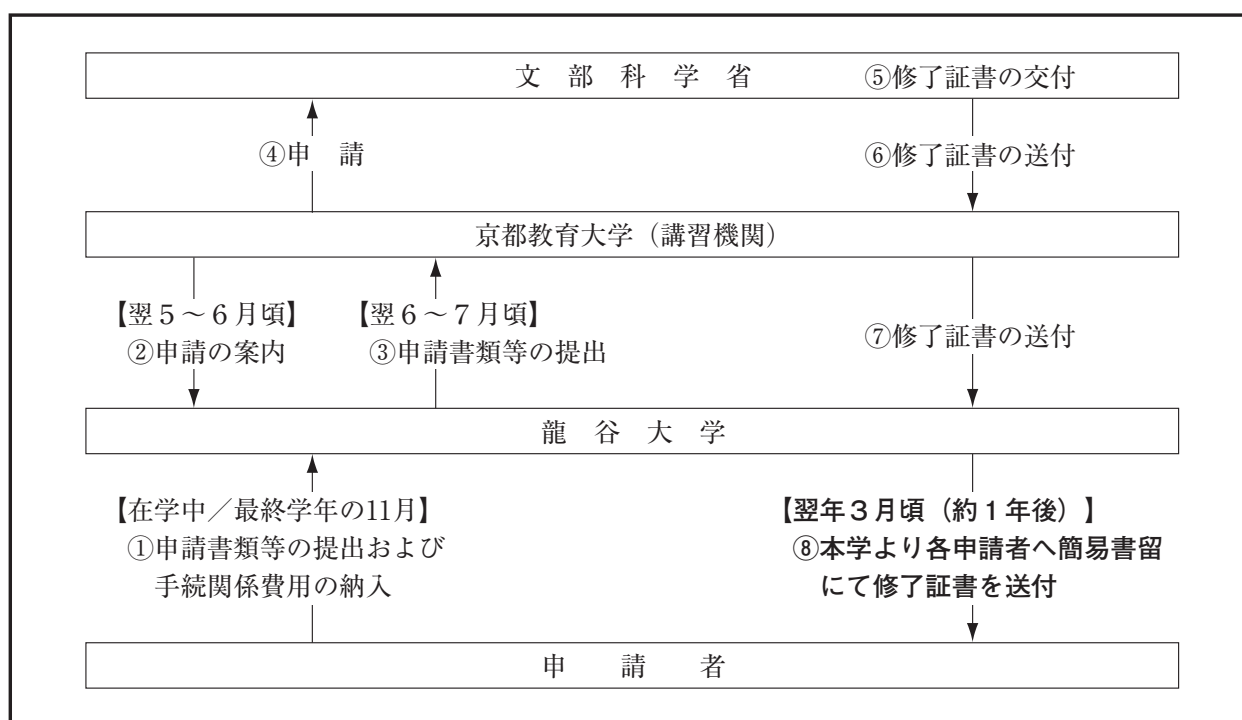 文部科学省
⑤修了証書の交付
④申　請
⑥修了証書の送付
京都教育大学（講習機関）
【翌５～６月頃】
②申請の案内
【翌６～７月頃】
③申請書類等の提出
⑦修了証書の送付
龍谷大学
【在学中／最終学年の11月】
①申請書類等の提出および
手続関係費用の納入
【翌年３月頃（約１年後）】
⑧本学より各申請者へ簡易書留
にて修了証書を送付
申請者